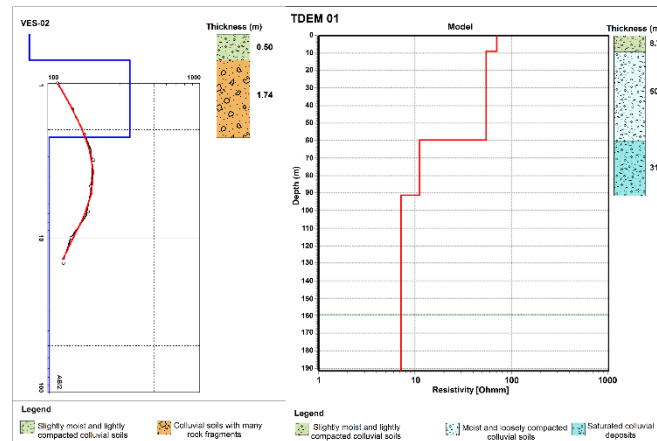 VES-02
Thickness (m)
100
1000
1
0.50
1.74
10
100
AB/2
Legend
Slightly moist and lightly
compacted colluvial soils
Colluvial soils with many
rock fragments
TDEM 01
Model
Thickness (m)
0
10
20
30
40
50
60
70
80
90
100
110
120
130
140
150
160
170
180
190
Depth (m)
1
10
100
1000
Resistivity [Ohmm]
Legend
Slightly moist and lightly
compacted colluvial soils
Moist and loosely compacted
colluvial soils
Saturated colluvial
deposits